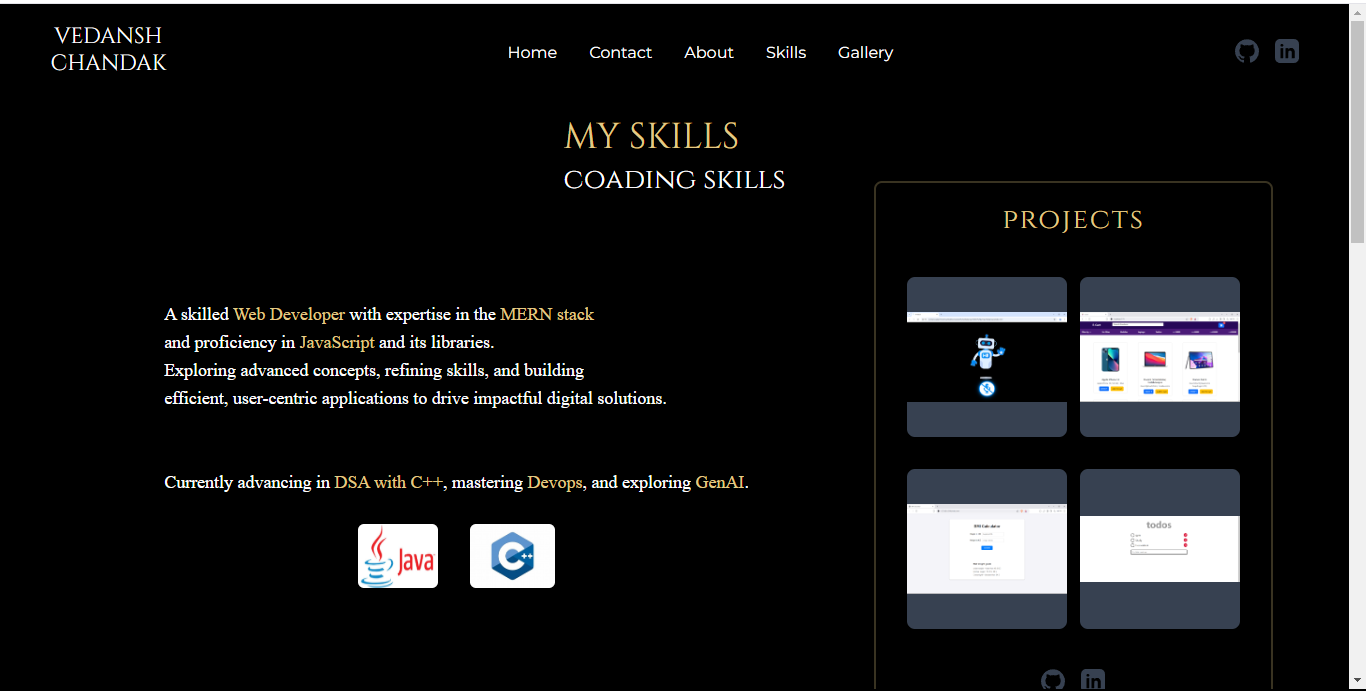 VEDANSH
CHANDAK
Home Contact About Skills Gallery
MY SKILLS
COADING SKILLS
A skilled Web Developer with expertise in the MERN stack
and proficiency in JavaScript and its libraries.
Exploring advanced concepts, refining skills, and building
efficient, user-centric applications to drive impactful digital solutions.
Currently advancing in DSA with C++, mastering Devops, and exploring GenAI.
Java
C++
PROJECTS
todos
in
in